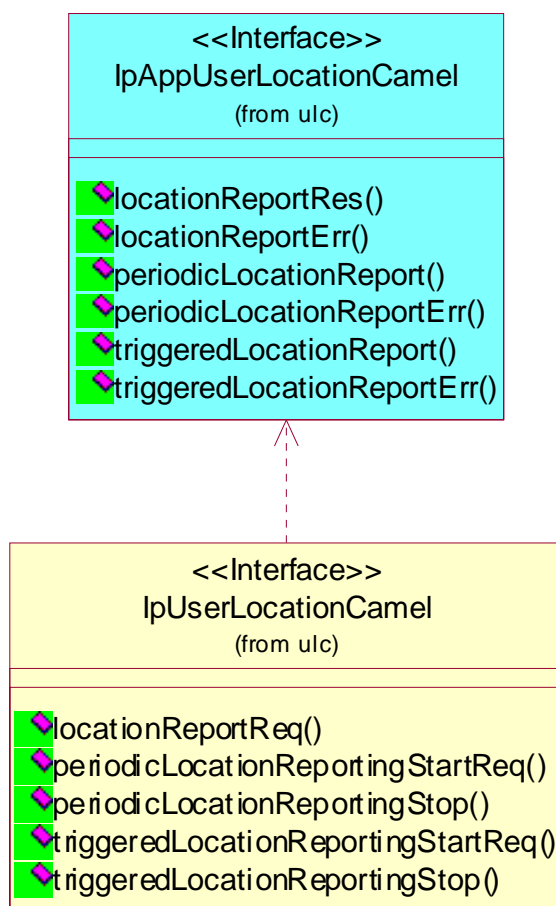 <<Interface>>
IpAppUserLocationCamel
(from ulc)
locationReportRes()
locationReportErr()
periodicLocationReport()
periodicLocationReportErr()
triggeredLocationReport()
triggeredLocationReportErr()
<<Interface>>
IpUserLocationCamel
(from ulc)
locationReportReq()
periodicLocationReportingStartReq()
periodicLocationReportingStop()
triggeredLocationReportingStartReq()
triggeredLocationReportingStop()